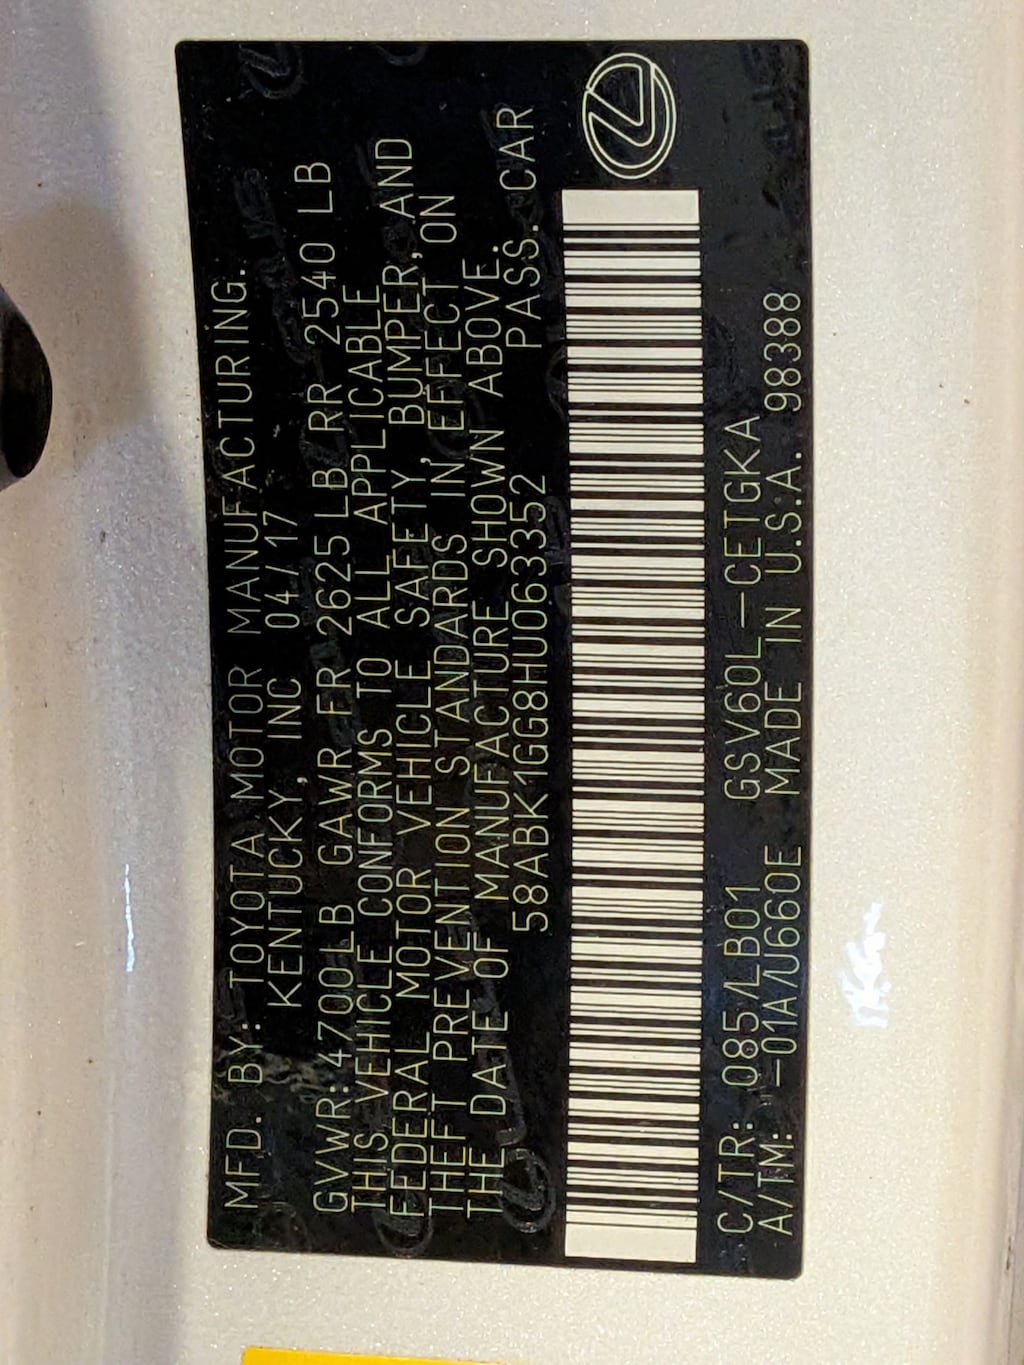 MFD. BY: TOYOTA MOTOR MANUFACTURING.
KENTUCKY, INC 04/17
GVWR: 4700 LB GAWR FR 2625 LB RR 2540 LB
THIS VEHICLE CONFORMS TO ALL APPLICABLE
FEDERAL MOTOR VEHICLE SAFETY, BUMPER, AND
THEFT PREVENTION STANDARDS IN EFFECT ON
THE DATE OF MANUFACTURE SHOWN ABOVE.
58ABK1GG8HU063352 PASS. CAR
C/TR: 085/LB01 GSV60L-CETGKA
A/TM: -01A/U660E MADE IN U.S.A. 98388